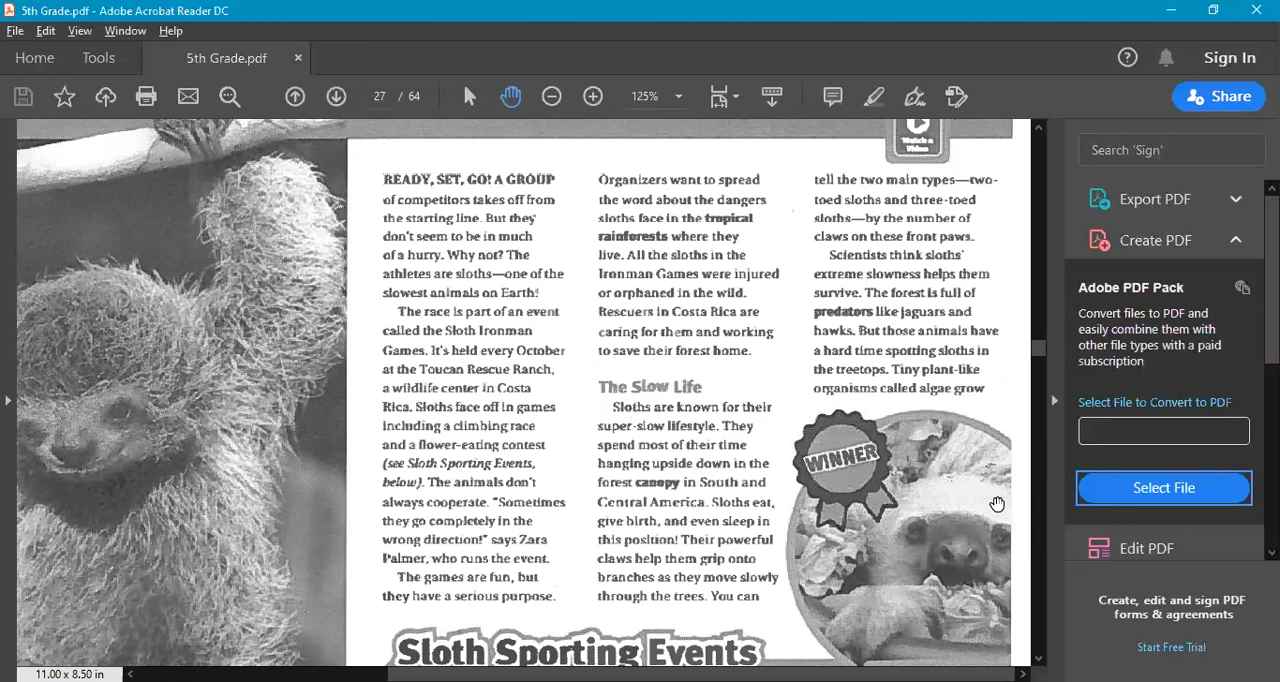 5th Grade.pdf - Adobe Acrobat Reader DC
File Edit View Window Help
Home Tools 5th Grade.pdf × Sign In
27 / 64 125% Share
Watch a
Video
READY, SET, GO! A GROUP
of competitors takes off from
the starting line. But they
don't seem to be in much
of a hurry. Why not? The
athletes are sloths—one of the
slowest animals on Earth!
The race is part of an event
called the Sloth Ironman
Games. It's held every October
at the Toucan Rescue Ranch,
a wildlife center in Costa
Rica. Sloths face off in games
including a climbing race
and a flower-eating contest
(see Sloth Sporting Events,
below). The animals don't
always cooperate. "Sometimes
they go completely in the
wrong direction!" says Zara
Palmer, who runs the event.
The games are fun, but
they have a serious purpose.
Organizers want to spread
the word about the dangers
sloths face in the tropical
rainforests where they
live. All the sloths in the
Ironman Games were injured
or orphaned in the wild.
Rescuers in Costa Rica are
caring for them and working
to save their forest home.
The Slow Life
Sloths are known for their
super-slow lifestyle. They
spend most of their time
hanging upside down in the
forest canopy in South and
Central America. Sloths eat,
give birth, and even sleep in
this position! Their powerful
claws help them grip onto
branches as they move slowly
through the trees. You can
tell the two main types—two-
toed sloths and three-toed
sloths—by the number of
claws on these front paws.
Scientists think sloths'
extreme slowness helps them
survive. The forest is full of
predators like jaguars and
hawks. But those animals have
a hard time spotting sloths in
the treetops. Tiny plant-like
organisms called algae grow
WINNER
Sloth Sporting Events
Search 'Sign'
Export PDF
Create PDF
Adobe PDF Pack
Convert files to PDF and
easily combine them with
other file types with a paid
subscription
Select File to Convert to PDF
Select File
Edit PDF
Create, edit and sign PDF
forms & agreements
Start Free Trial
11.00 x 8.50 in